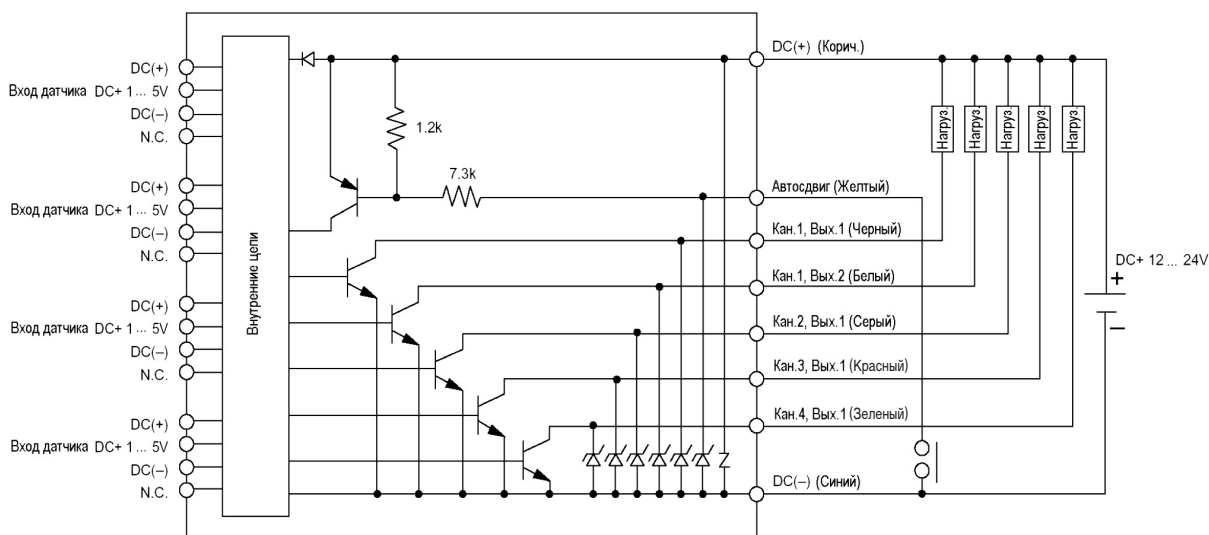 DC(+) (Корич.)
DC(+)
Вход датчика DC+ 1 ... 5V
DC(−)
N.C.
DC(+)
Вход датчика DC+ 1 ... 5V
DC(−)
N.C.
DC(+)
Вход датчика DC+ 1 ... 5V
DC(−)
N.C.
DC(+)
Вход датчика DC+ 1 ... 5V
DC(−)
N.C.
Внутренние цепи
1.2k
7.3k
Автосдвиг (Желтый)
Кан.1, Вых.1 (Черный)
Кан.1, Вых.2 (Белый)
Кан.2, Вых.1 (Серый)
Кан.3, Вых.1 (Красный)
Кан.4, Вых.1 (Зеленый)
DC(−) (Синий)
Нагруз.
Нагруз.
Нагруз.
Нагруз.
Нагруз.
DC+ 12 ... 24V
+
−